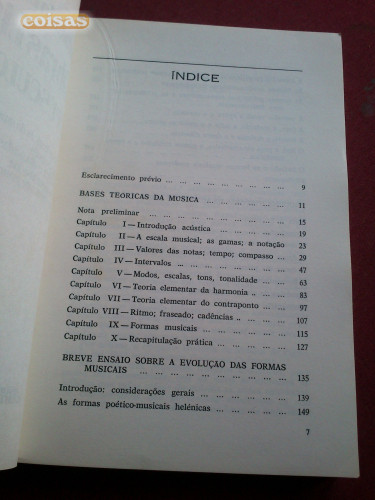 coisas
ÍNDICE
Esclarecimento prévio ... ... ... ... ... ... ... ... 9
BASES TEÓRICAS DA MÚSICA ... ... ... ... ... ... 11
Nota preliminar ... ... ... ... ... ... ... ... ... 15
Capítulo I — Introdução acústica ... ... ... ... ... 19
Capítulo II — A escala musical; as gamas; a notação 23
Capítulo III — Valores das notas; tempo; compasso ... 29
Capítulo IV — Intervalos ... ... ... ... ... ... ... 47
Capítulo V — Modos, escalas, tons, tonalidade ... ... 63
Capítulo VI — Teoria elementar da harmonia .. ... ... 83
Capítulo VII — Teoria elementar do contraponto ... ... 97
Capítulo VIII — Ritmo; fraseado; cadências .. ... ... ... 107
Capítulo IX — Formas musicais ... ... ... ... ... ... 115
Capítulo X — Recapitulação prática ... ... ... ... 127
BREVE ENSAIO SOBRE A EVOLUÇÃO DAS FORMAS
MUSICAIS ... ... ... ... ... ... ... ... ... ... 135
Introdução: considerações gerais ... ... ... ... ... 139
As formas poético-musicais helénicas ... ... ... ... 149
7